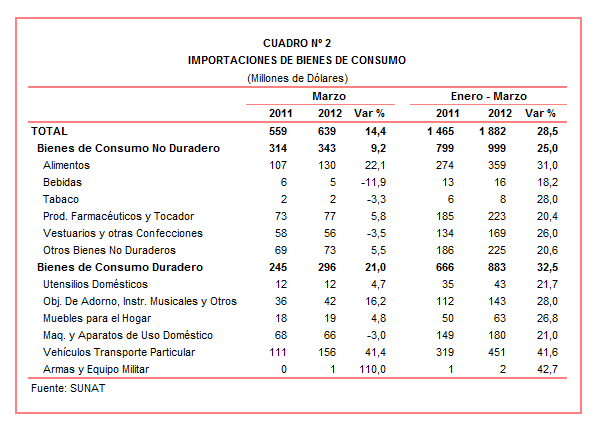 CUADRO Nº 2
IMPORTACIONES DE BIENES DE CONSUMO
(Millones de Dólares)
Marzo Enero - Marzo
2011 2012 Var % 2011 2012 Var %
TOTAL 559 639 14,4 1 465 1 882 28,5
Bienes de Consumo No Duradero 314 343 9,2 799 999 25,0
Alimentos 107 130 22,1 274 359 31,0
Bebidas 6 5 -11,9 13 16 18,2
Tabaco 2 2 -3,3 6 8 28,0
Prod. Farmacéuticos y Tocador 73 77 5,8 185 223 20,4
Vestuarios y otras Confecciones 58 56 -3,5 134 169 26,0
Otros Bienes No Duraderos 69 73 5,5 186 225 20,6
Bienes de Consumo Duradero 245 296 21,0 666 883 32,5
Utensilios Domésticos 12 12 4,7 35 43 21,7
Obj. De Adorno, Instr. Musicales y Otros 36 42 16,2 112 143 28,0
Muebles para el Hogar 18 19 4,8 50 63 26,8
Maq. y Aparatos de Uso Doméstico 68 66 -3,0 149 180 21,0
Vehículos Transporte Particular 111 156 41,4 319 451 41,6
Armas y Equipo Militar 0 1 110,0 1 2 42,7
Fuente: SUNAT